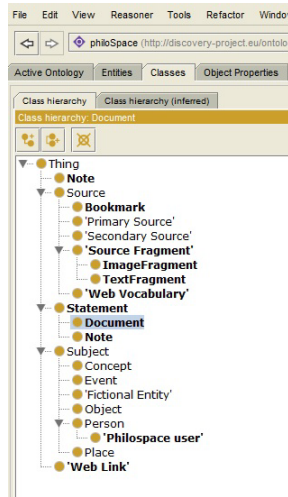 File Edit View Reasoner Tools Refactor Window
philoSpace (http://discovery-project.eu/ontolo
Active Ontology Entities Classes Object Properties
Class hierarchy Class hierarchy (inferred)
Class hierarchy: Document
Thing
Note
Source
Bookmark
'Primary Source'
'Secondary Source'
'Source Fragment'
ImageFragment
TextFragment
'Web Vocabulary'
Statement
Document
Note
Subject
Concept
Event
'Fictional Entity'
Object
Person
'Philospace user'
Place
'Web Link'